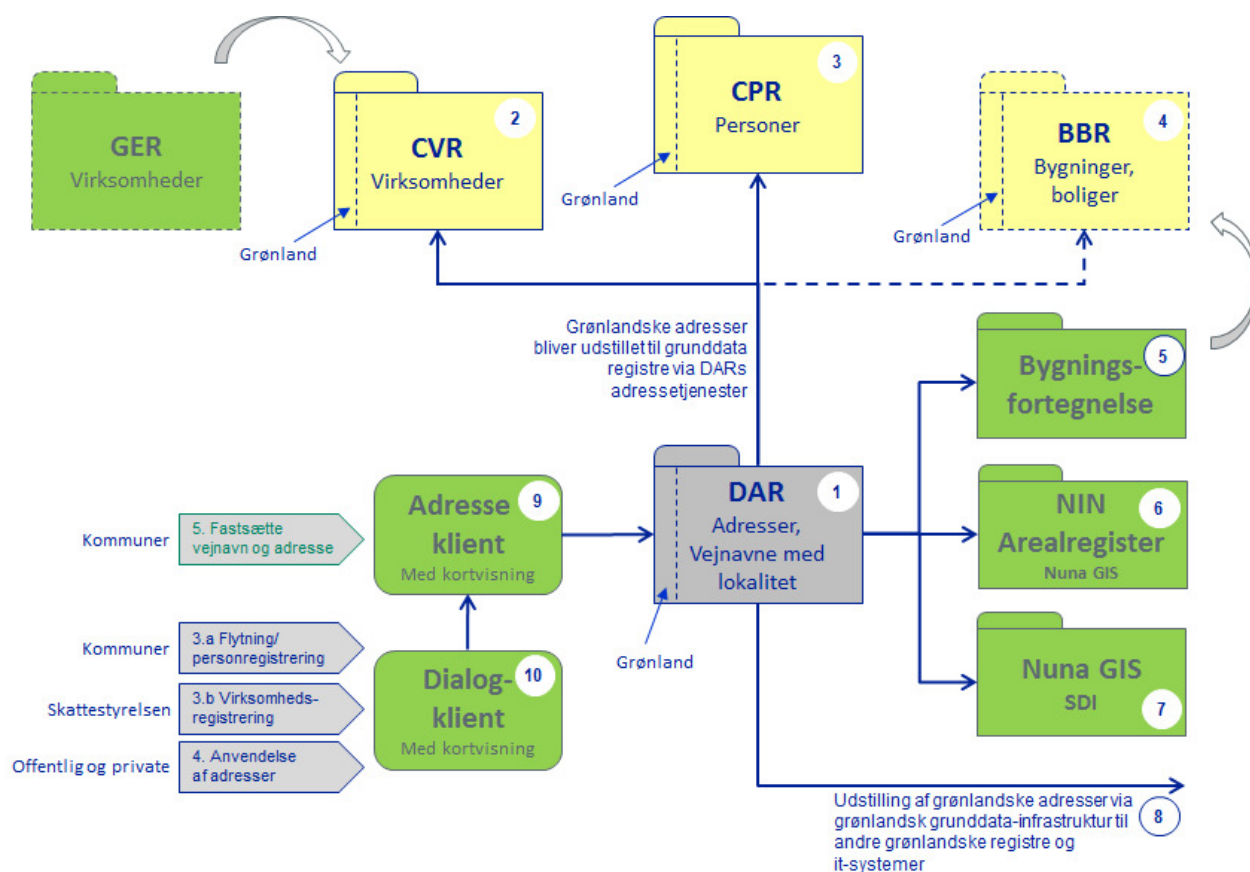 GER
Virksomheder
2
CVR
Virksomheder
Grønland
3
CPR
Personer
Grønland
4
BBR
Bygninger,
boliger
Grønland
Grønlandske adresser
bliver udstillet til grunddata
registre via DARs
adressetjenester
5
Bygnings-
fortegnelse
Kommuner
5. Fastsætte
vejnavn og adresse
9
Adresse
klient
Med kortvisning
1
DAR
Adresser,
Vejnavne med
lokalitet
Grønland
6
NIN
Arealregister
Nuna GIS
Kommuner
3.a Flytning/
personregistrering
Skattestyrelsen
3.b Virksomheds-
registrering
Offentlig og private
4. Anvendelse
af adresser
10
Dialog-
klient
Med kortvisning
Nuna GIS
SDI
7
Udstilling af grønlandske adresser via
grønlandsk grunddata-infrastruktur til
andre grønlandske registre og
it-systemer
8